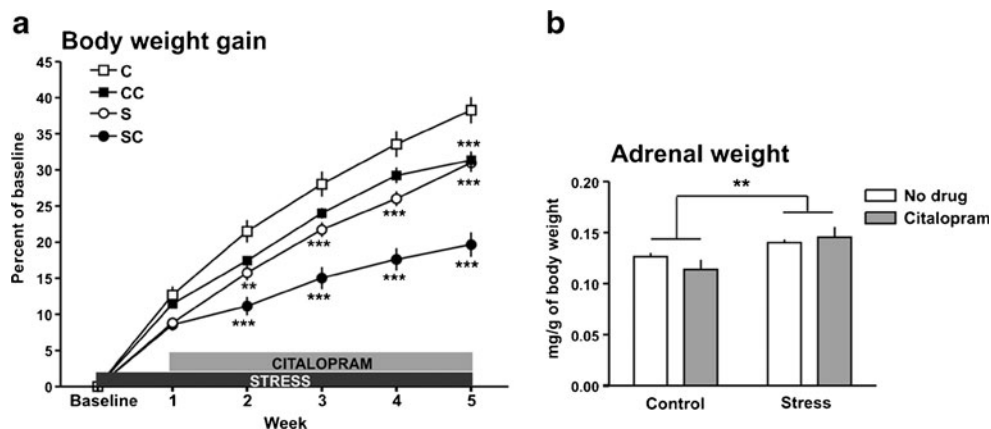 a
Body weight gain
C
CC
S
SC
Percent of baseline
45
40
35
30
25
20
15
10
5
0
***
***
***
***
**
***
***
***
***
CITALOPRAM
STRESS
Baseline 1 2 3 4 5
Week
b
Adrenal weight
No drug
Citalopram
**
mg/g of body weight
0.20
0.15
0.10
0.05
0.00
Control Stress